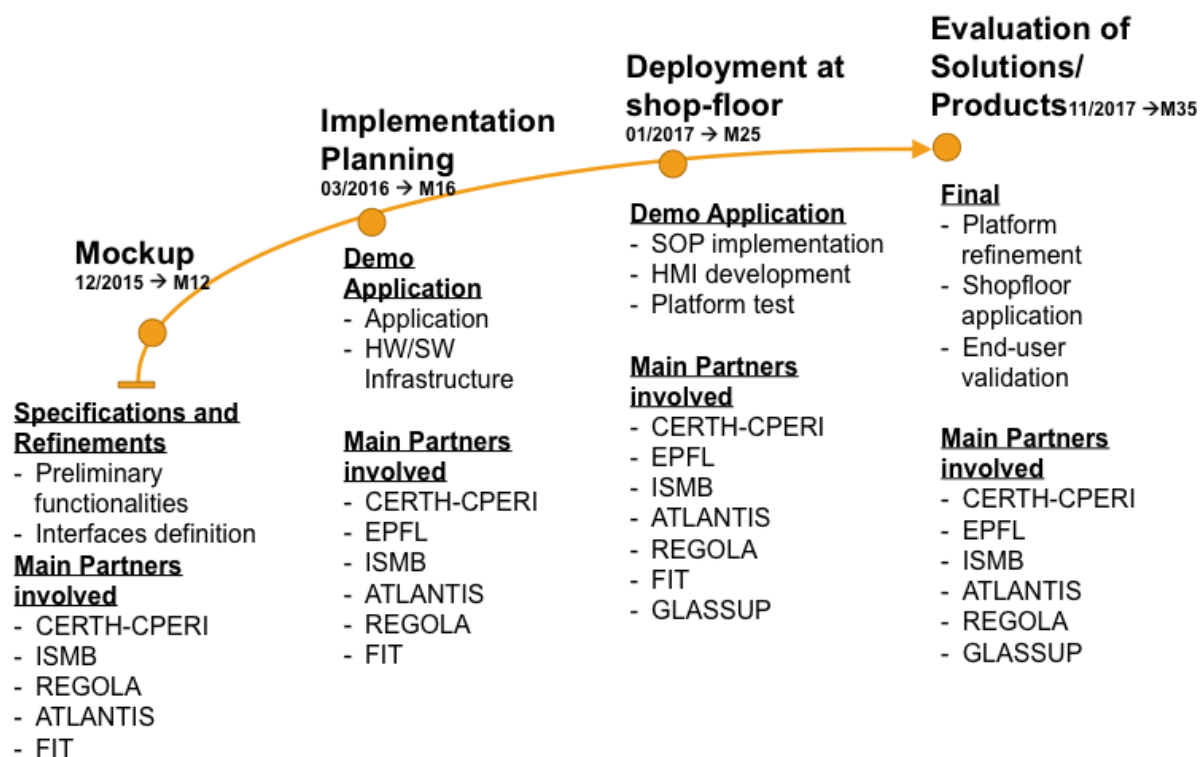 Mockup
12/2015 → M12
Specifications and
Refinements
- Preliminary
functionalities
- Interfaces definition
Main Partners
involved
- CERTH-CPERI
- ISMB
- REGOLA
- ATLANTIS
- FIT
Implementation
Planning
03/2016 → M16
Demo
Application
- Application
- HW/SW
Infrastructure
Main Partners
involved
- CERTH-CPERI
- EPFL
- ISMB
- ATLANTIS
- REGOLA
- FIT
Deployment at
shop-floor
01/2017 → M25
Demo Application
- SOP implementation
- HMI development
- Platform test
Main Partners
involved
- CERTH-CPERI
- EPFL
- ISMB
- ATLANTIS
- REGOLA
- FIT
- GLASSUP
Evaluation of
Solutions/
Products 11/2017 → M35
Final
- Platform
refinement
- Shopfloor
application
- End-user
validation
Main Partners
involved
- CERTH-CPERI
- EPFL
- ISMB
- ATLANTIS
- REGOLA
- GLASSUP